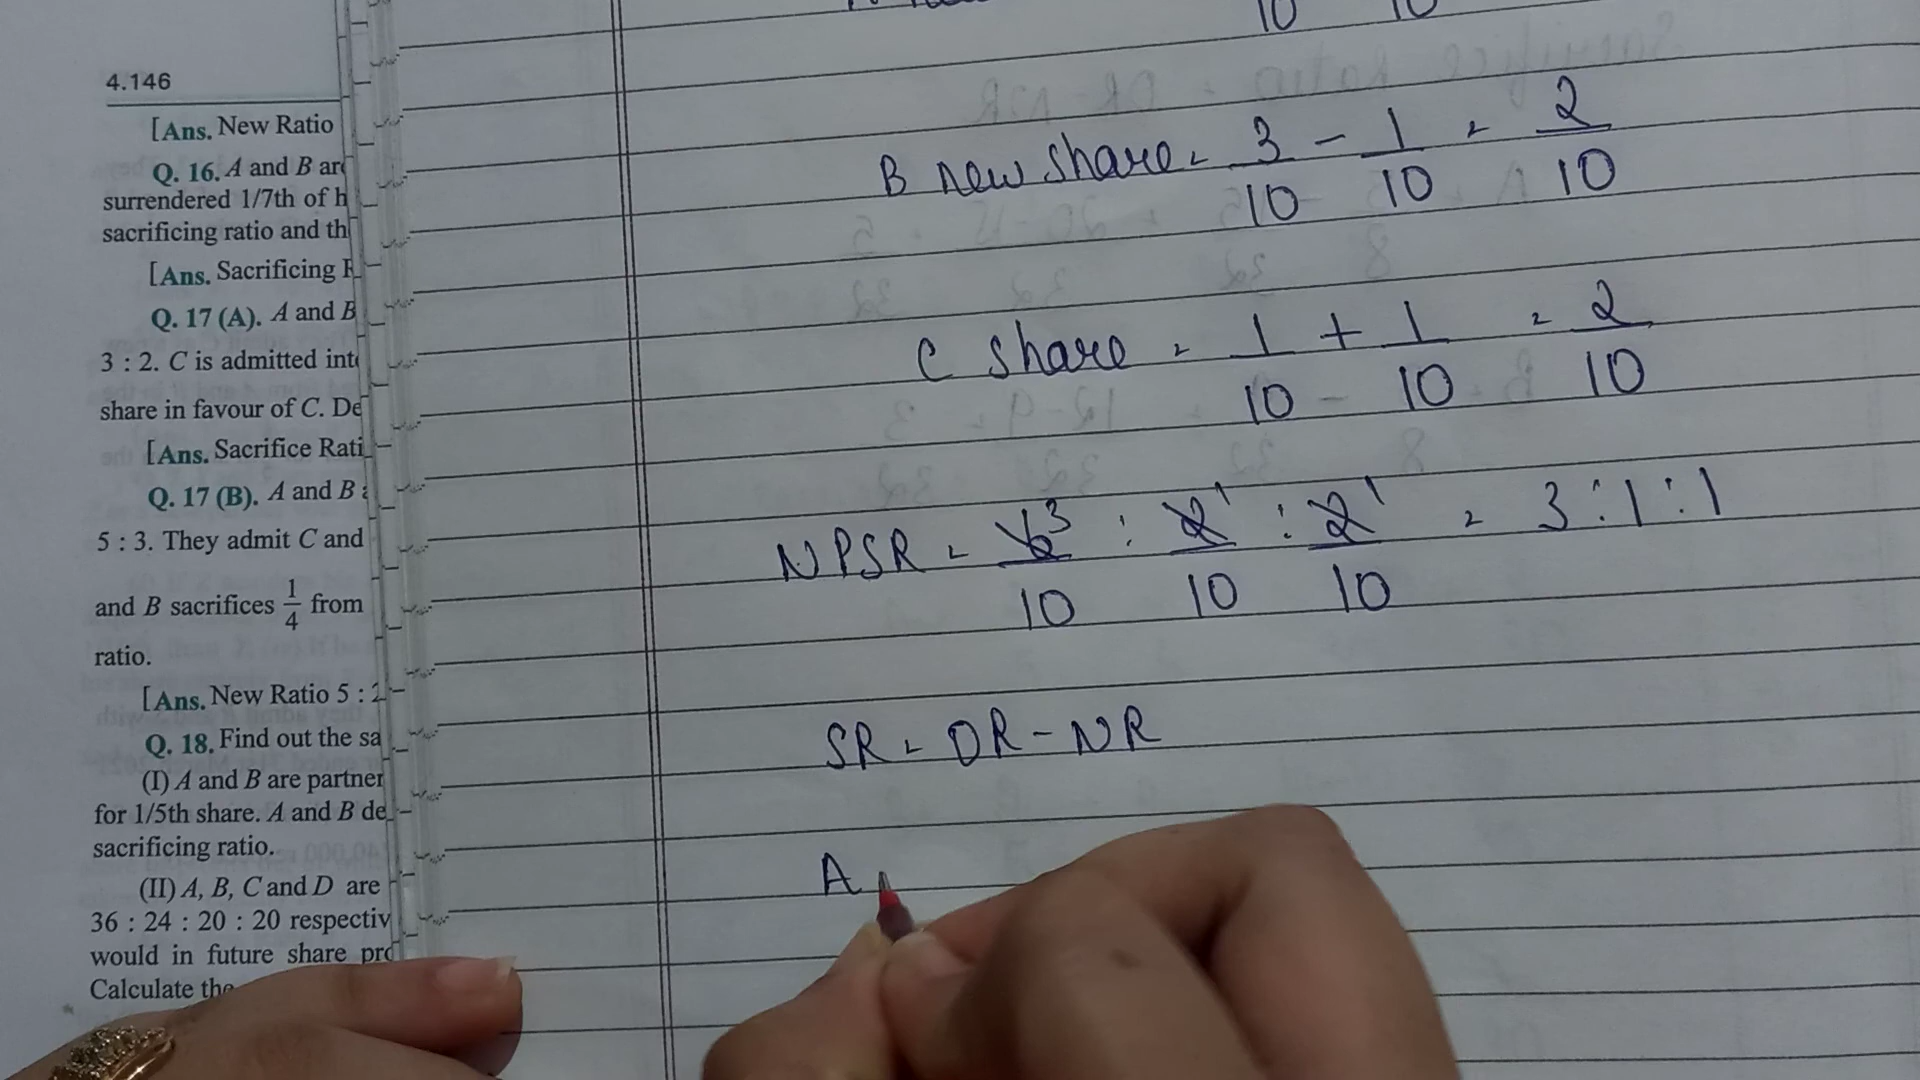 4.146
[Ans. New Ratio
Q. 16. A and B are
surrendered 1/7th of h
sacrificing ratio and th
[Ans. Sacrificing
Q. 17 (A). A and B
3 : 2. C is admitted int
share in favour of C. De
[Ans. Sacrifice Rati
Q. 17 (B). A and B
5 : 3. They admit C and
and B sacrifices 1/4 from
ratio.
[Ans. New Ratio 5 :
Q. 18. Find out the sa
(I) A and B are partner
for 1/5th share. A and B de
sacrificing ratio.
(II) A, B, C and D are
36 : 24 : 20 : 20 respectiv
would in future share pro
Calculate the
10 10
B new share = 3/10 - 1/10 = 2/10
C share = 1/10 + 1/10 = 2/10
NPSR = 6/10 3 : 2/10 1 : 2/10 1 = 3 : 1 : 1
SR = OR - NR
A